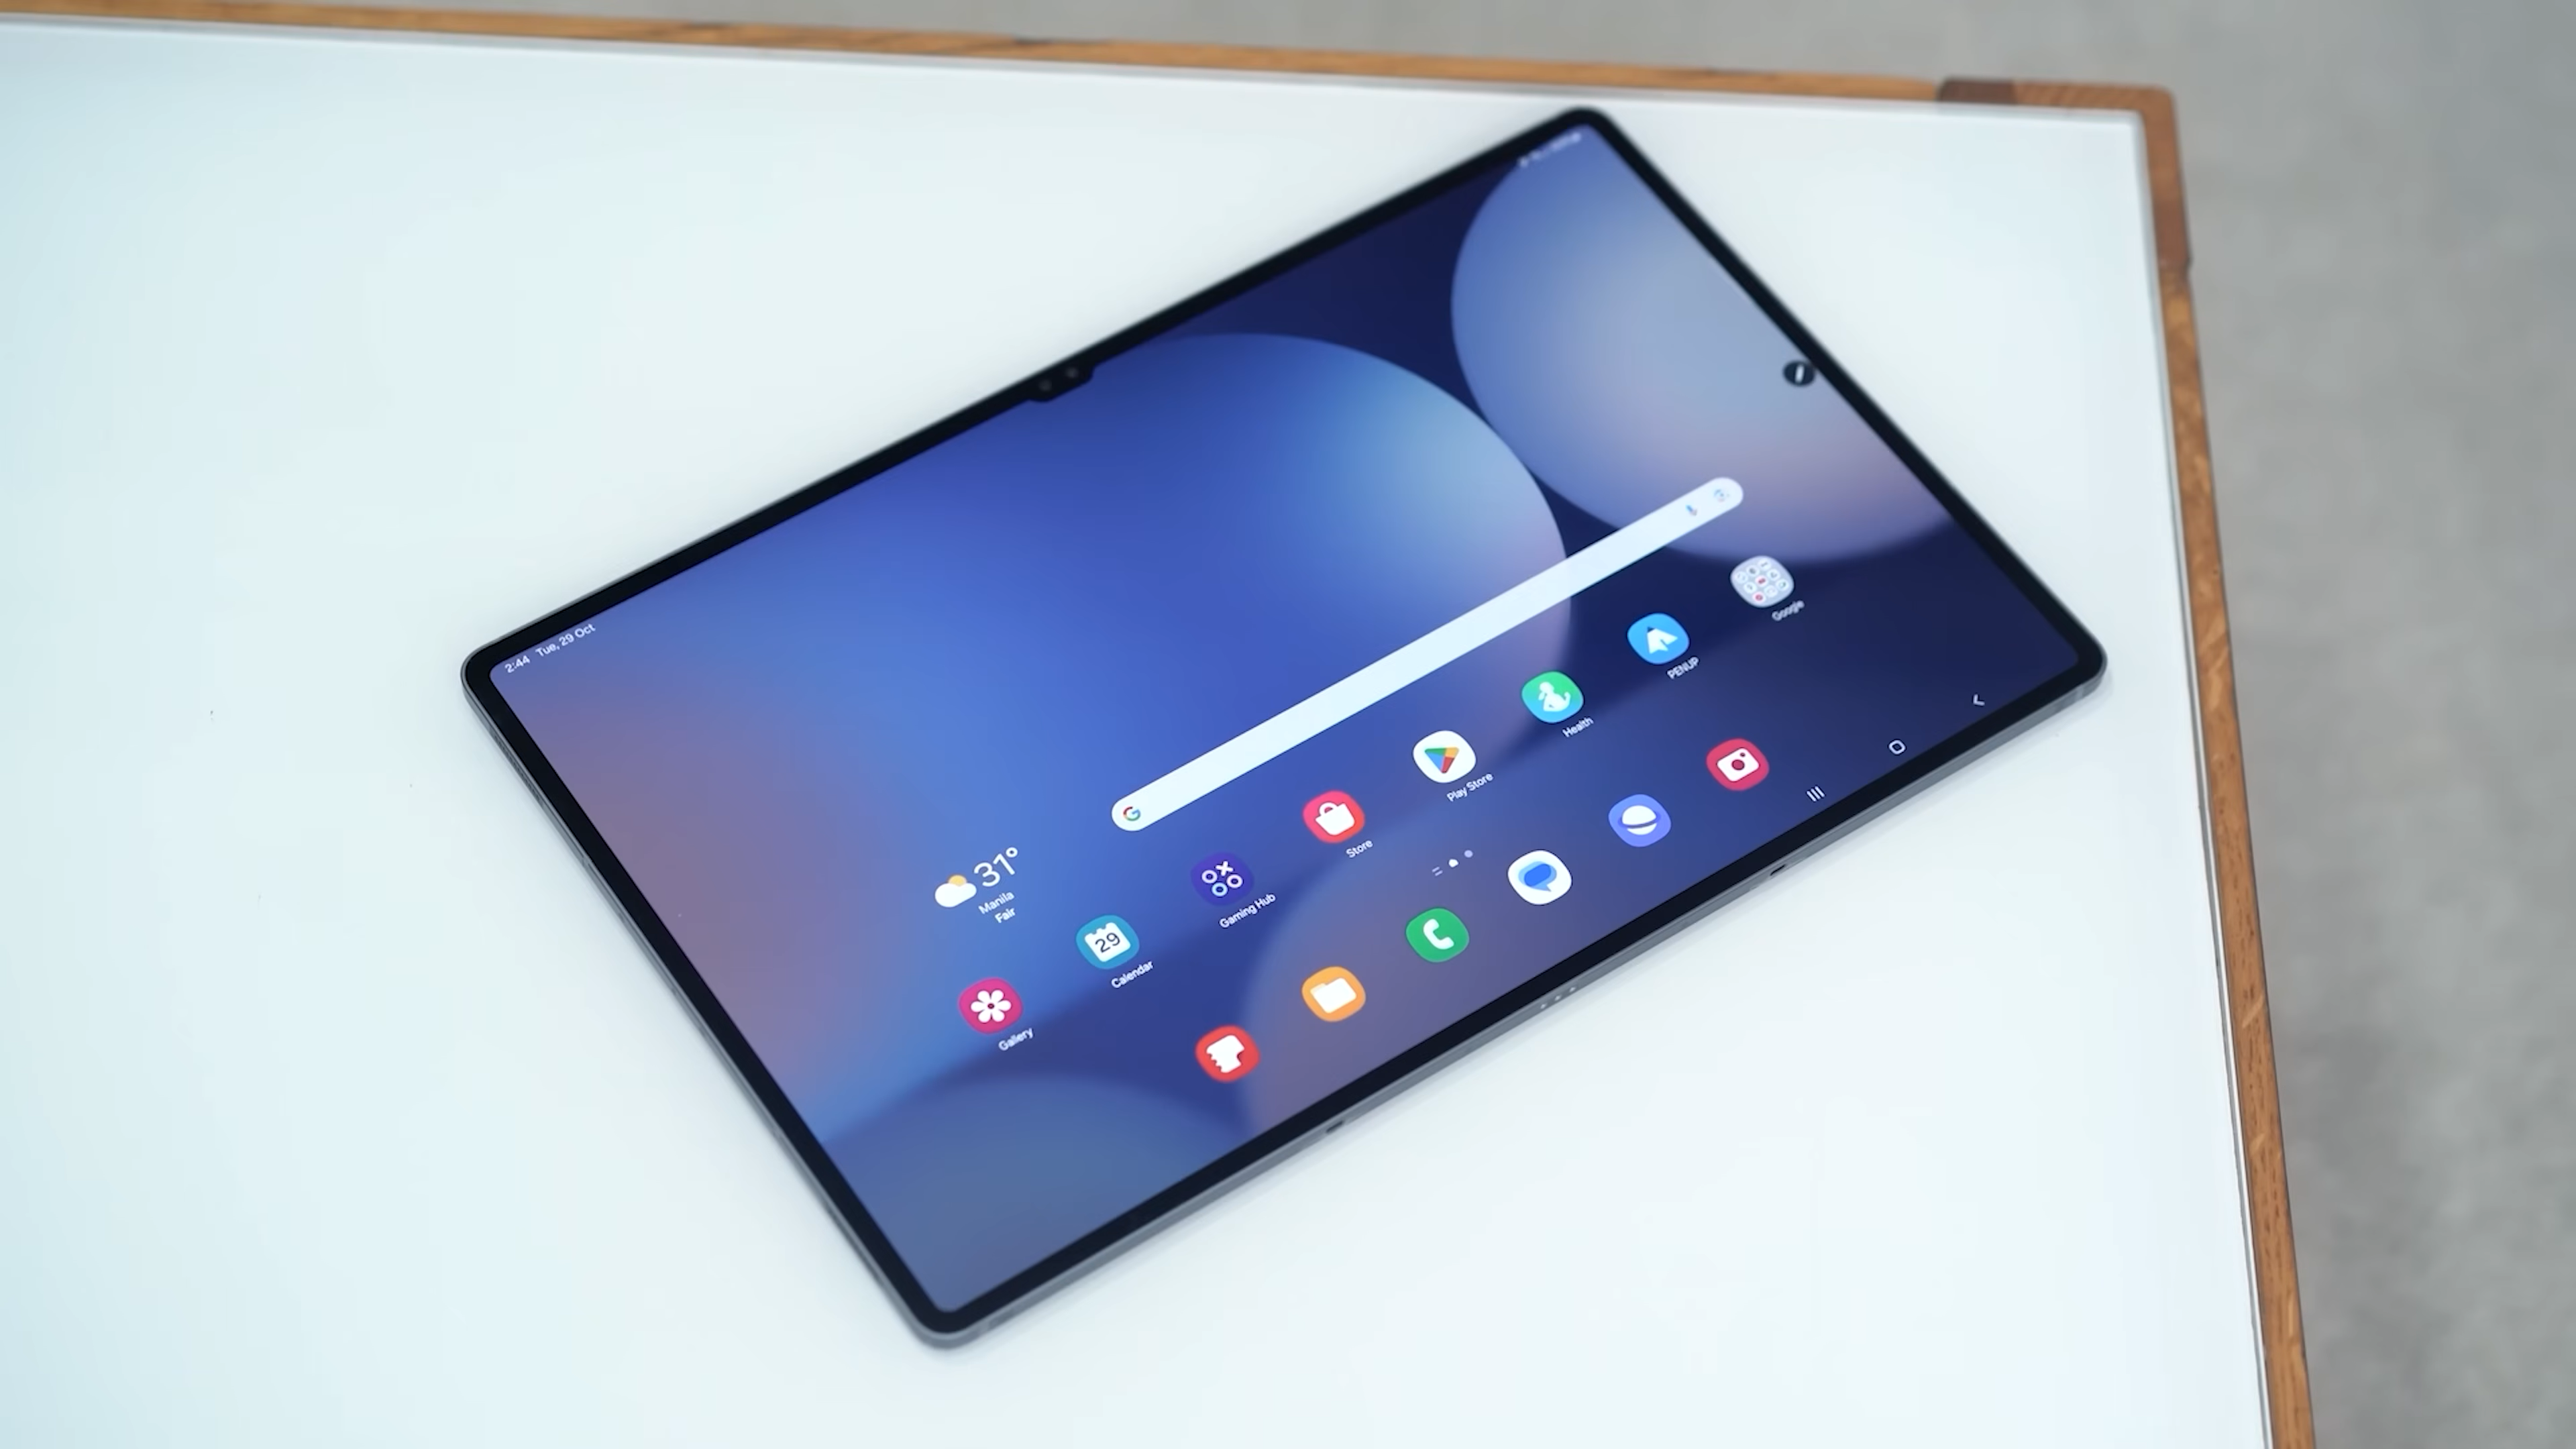 2:44 Tue, 29 Oct
31°
Manila
Fair
G
Gallery
29
Calendar
Gaming Hub
Store
Play Store
Health
PENUP
Google